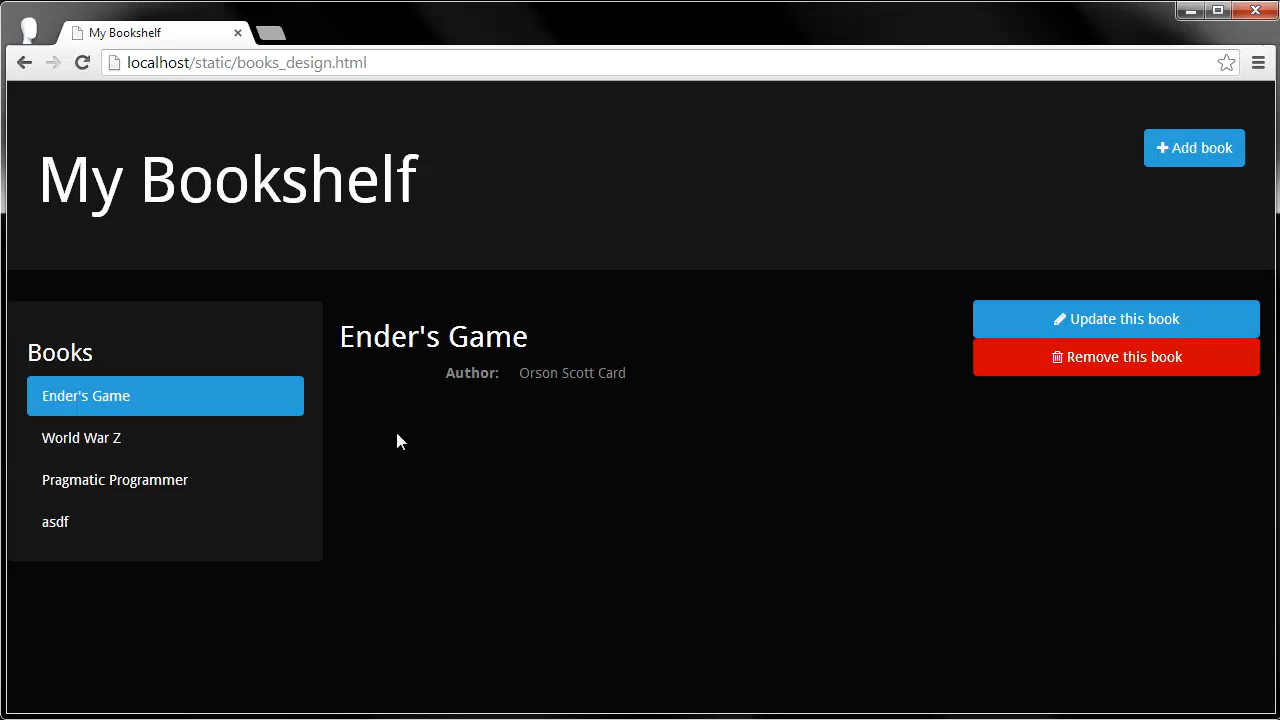 My Bookshelf
localhost/static/books_design.html
My Bookshelf
Add book
Books
Ender's Game
World War Z
Pragmatic Programmer
asdf
Ender's Game
Author: Orson Scott Card
Update this book
Remove this book